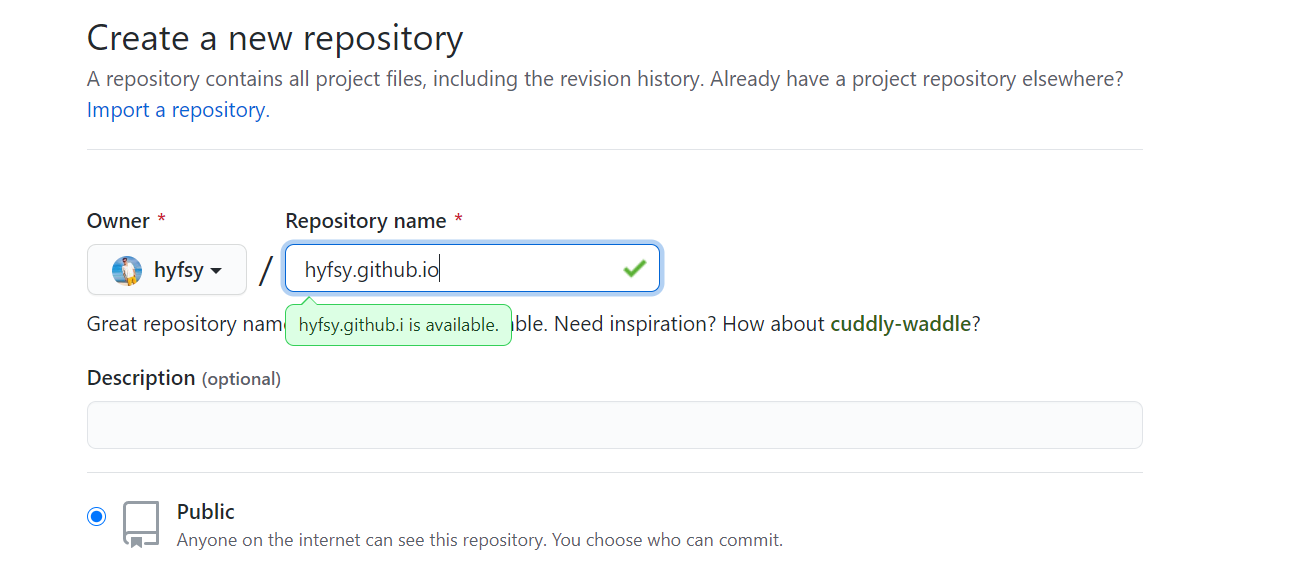 Create a new repository
A repository contains all project files, including the revision history. Already have a project repository elsewhere?
Import a repository.
Owner * Repository name *
hyfsy / hyfsy.github.io
Great repository nam ble. Need inspiration? How about cuddly-waddle?
hyfsy.github.i is available.
Description (optional)
Public
Anyone on the internet can see this repository. You choose who can commit.